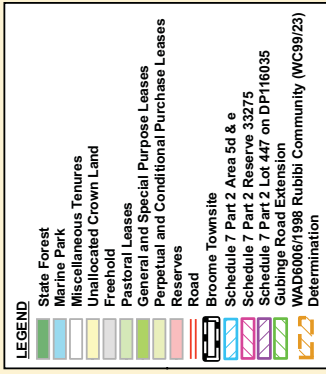 LEGEND
State Forest
Marine Park
Miscellaneous Tenures
Unallocated Crown Land
Freehold
Pastoral Leases
General and Special Purpose Leases
Perpetual and Conditional Purchase Leases
Reserves
Road
Broome Townsite
Schedule 7 Part 2 Area 5d & e
Schedule 7 Part 2 Reserve 33275
Schedule 7 Part 2 Lot 447 on DP116035
Gubinge Road Extension
WAD6006/1998 Rubibi Community (WC99/23)
Determination